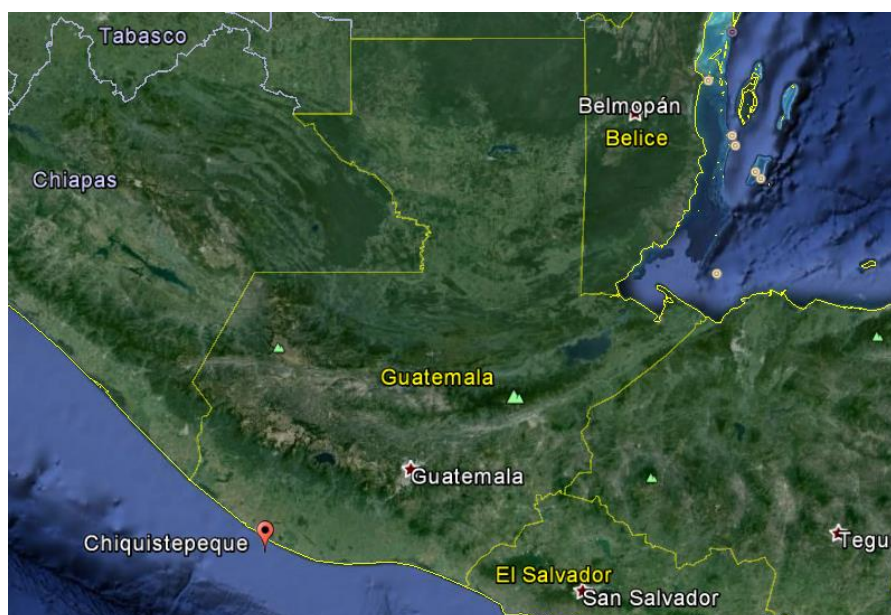 Tabasco
Belmopán
Belice
Chiapas
Guatemala
Guatemala
Chiquistepeque
Tegu
El Salvador
San Salvador